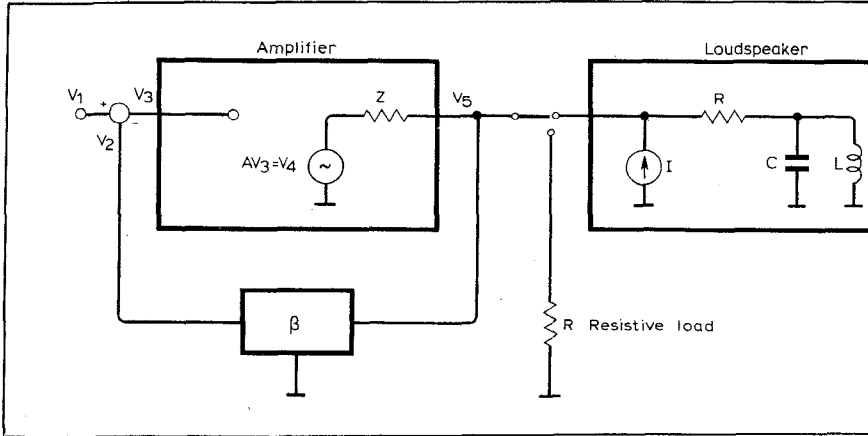 Amplifier
Loudspeaker
V1
+
V3
-
V2
Z
V5
AV3=V4
~
R
I
C
L
β
R Resistive load